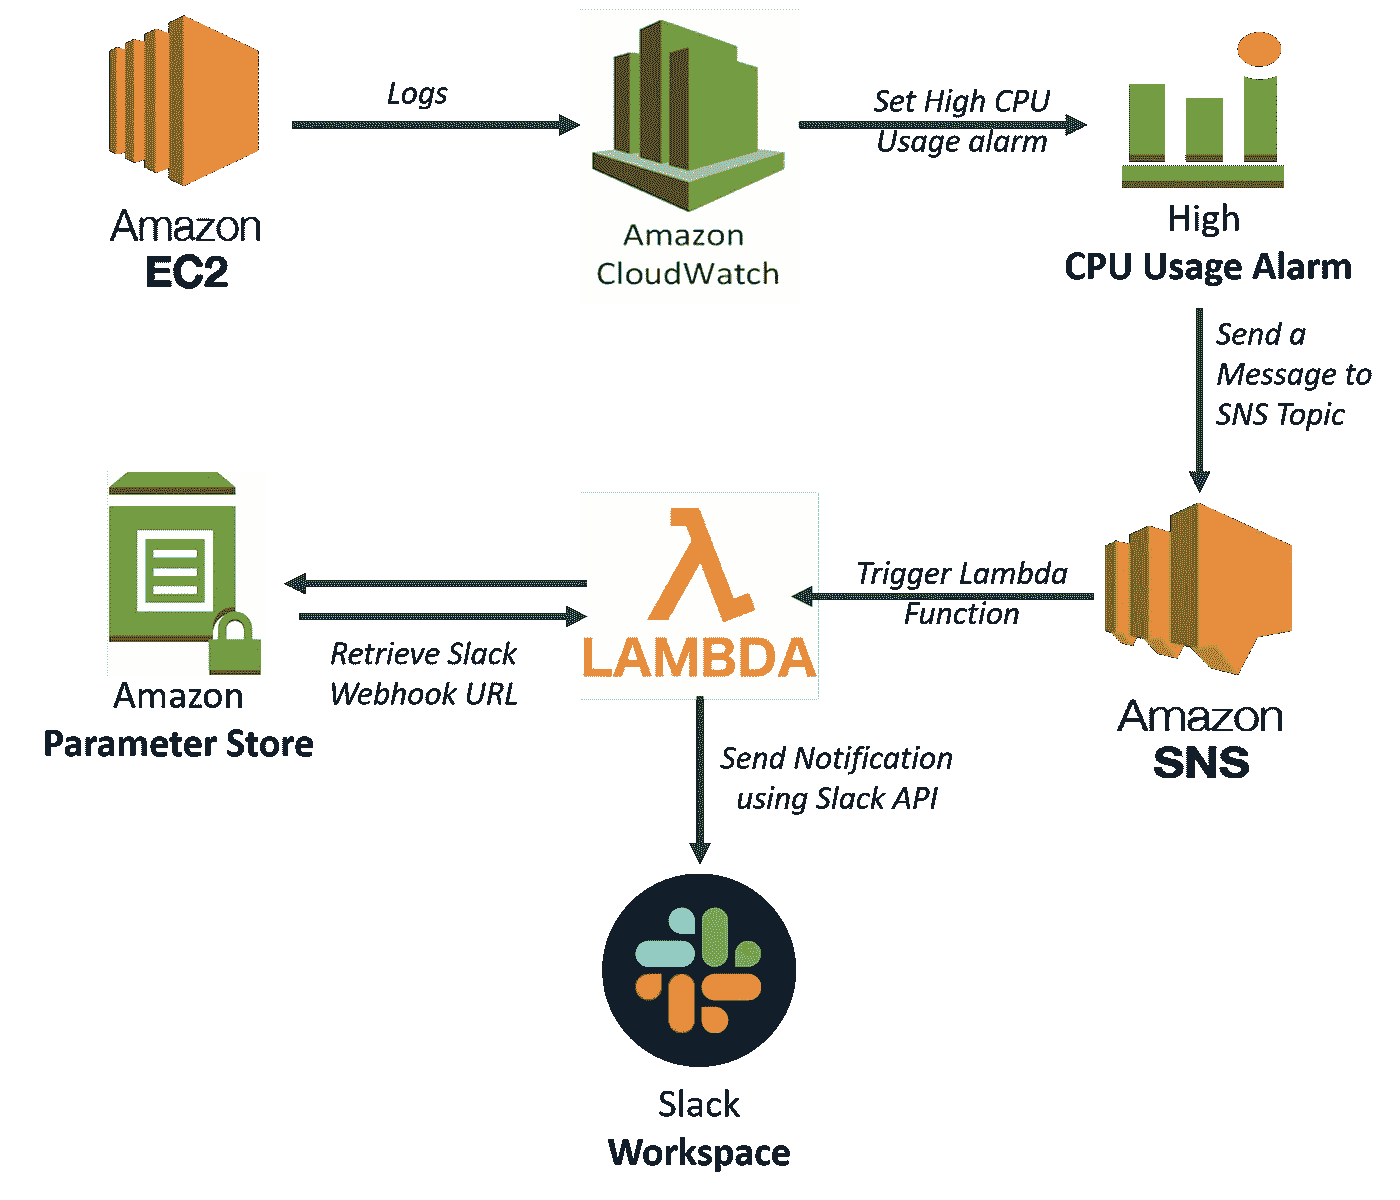 Logs
Set High CPU
Usage alarm
Amazon
EC2
Amazon
CloudWatch
High
CPU Usage Alarm
Send a
Message to
SNS Topic
Trigger Lambda
Function
LAMBDA
Retrieve Slack
Webhook URL
Amazon
Parameter Store
Amazon
SNS
Send Notification
using Slack API
Slack
Workspace